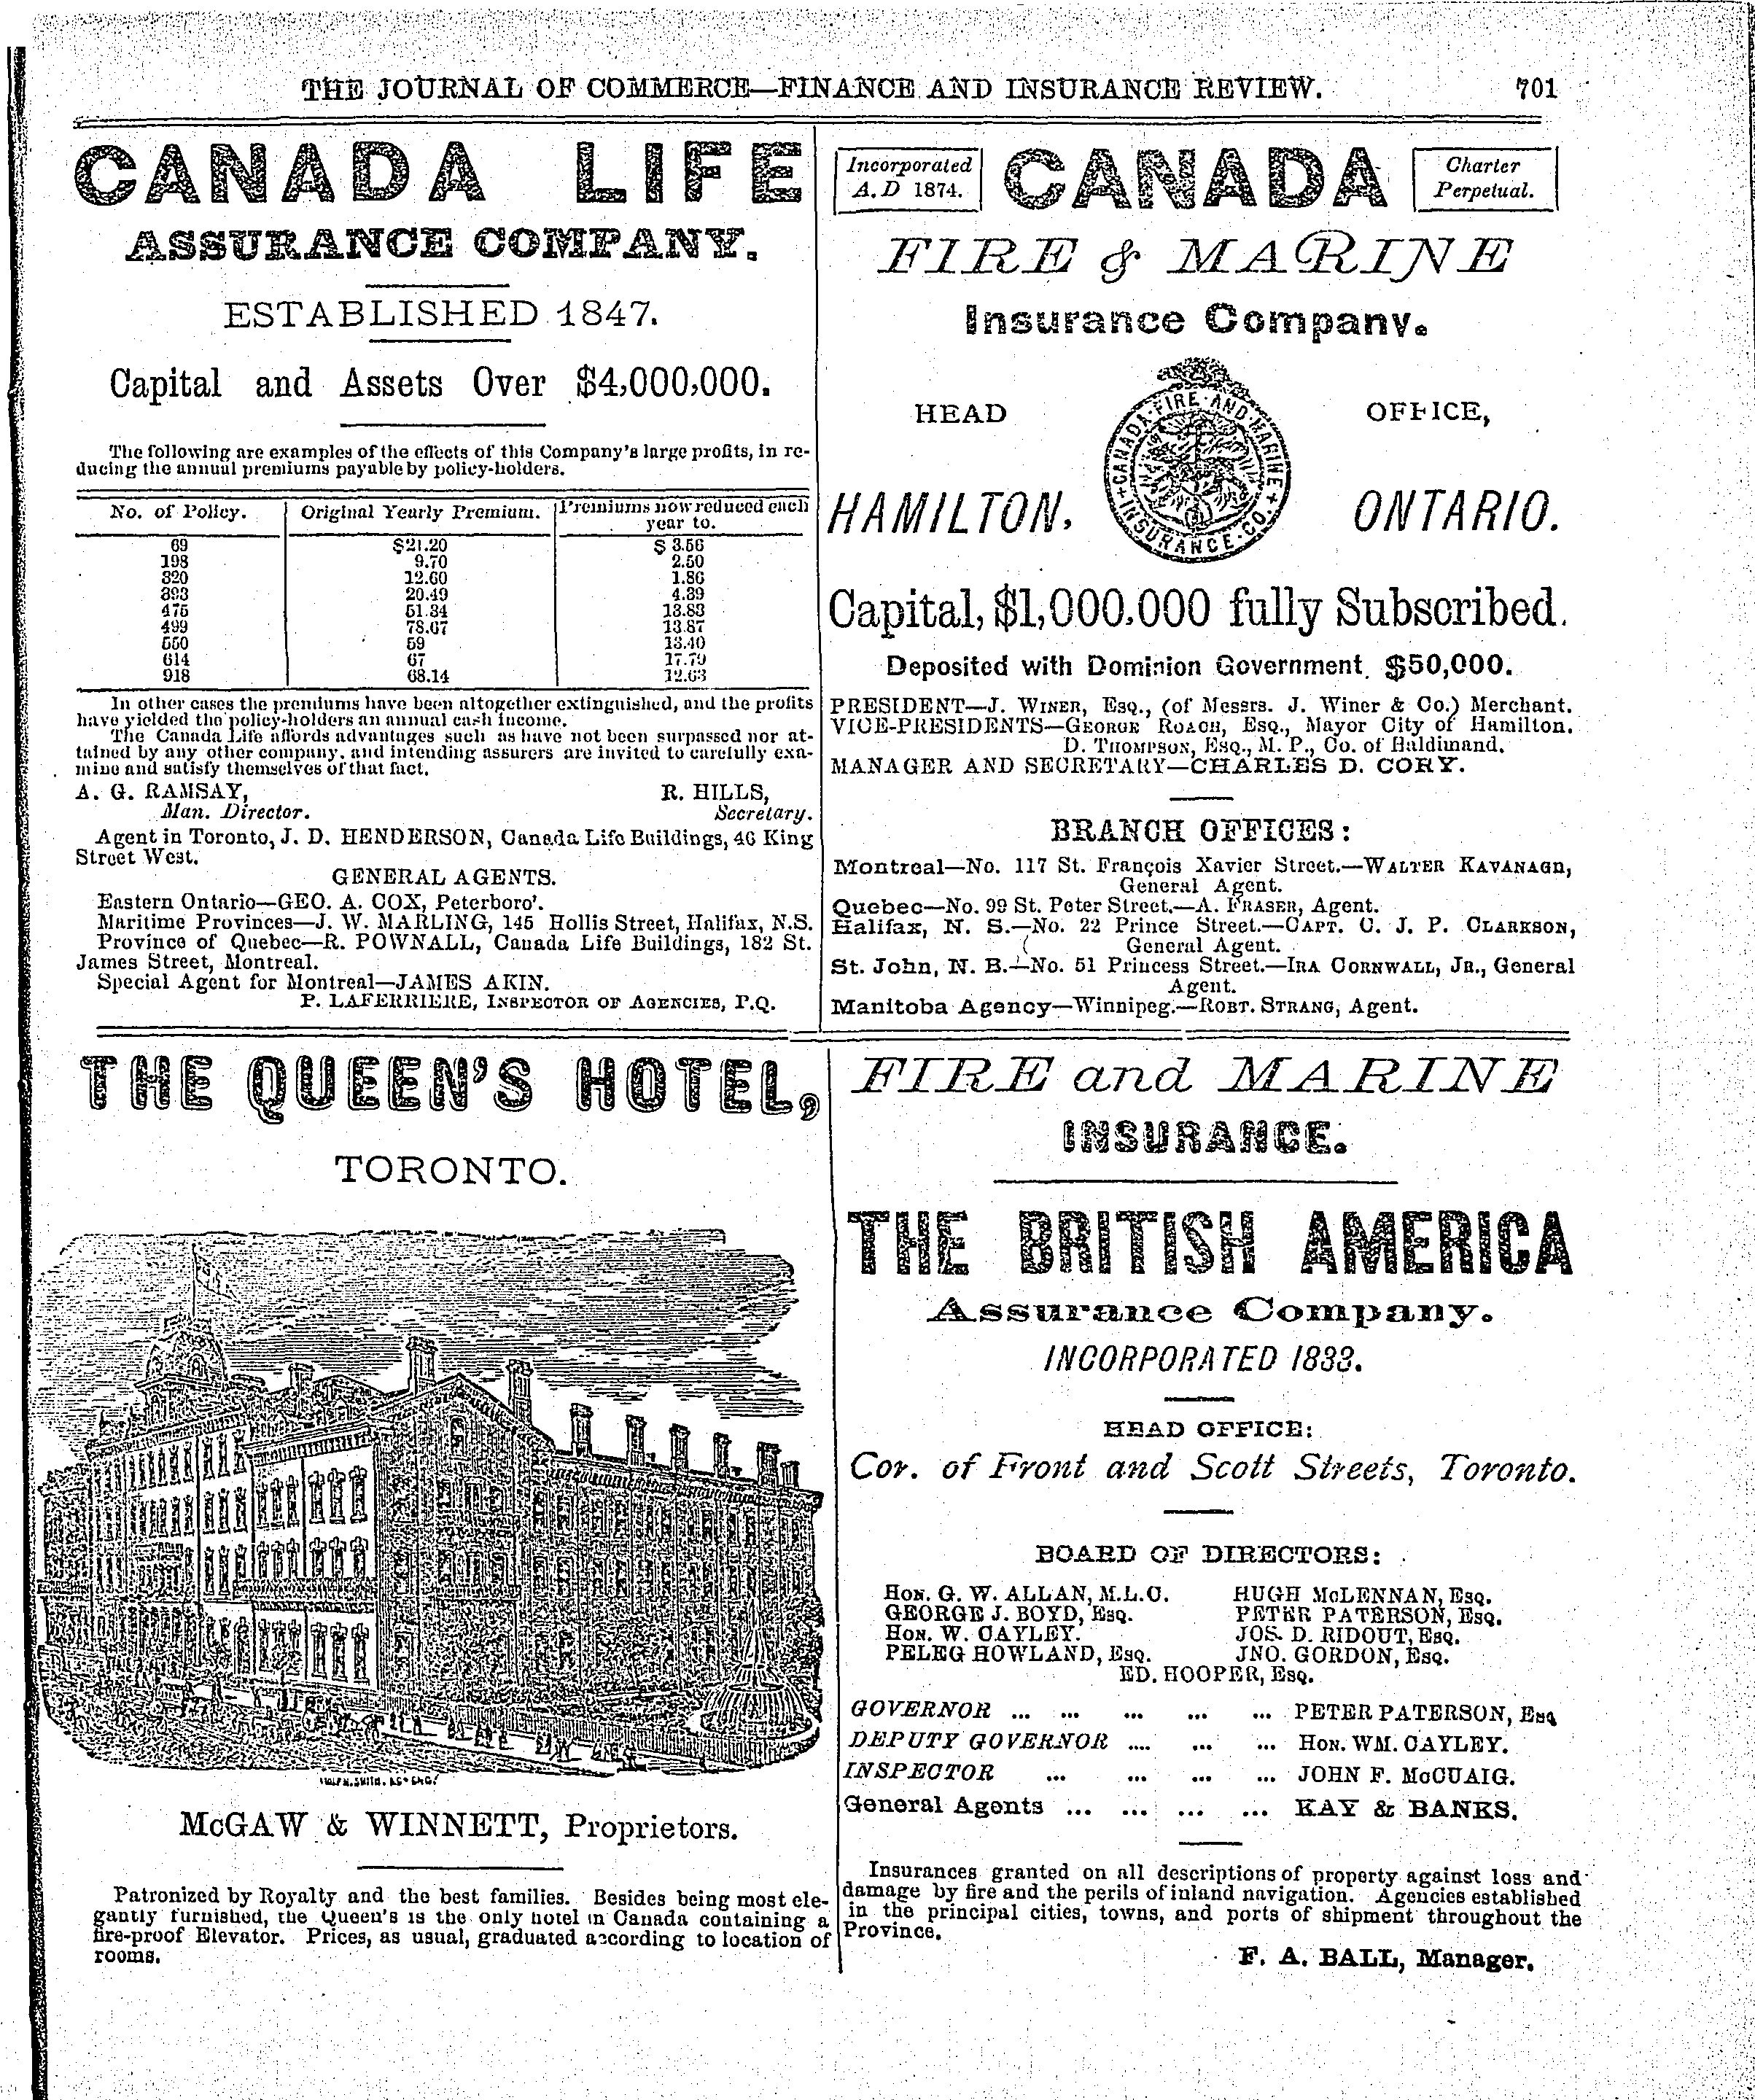 THE JOURNAL OF COMMERCE—FINANCE AND INSURANCE REVIEW. 701
CANADA LIFE
ASSURANCE COMPANY.
ESTABLISHED 1847.
Capital and Assets Over $4,000,000.
The following are examples of the effects of this Company's large profits, in re-
ducing the annual premiums payable by policy-holders.
No. of Policy. Original Yearly Premium. Premiums now reduced each
year to.
69 $21.20 $ 3.56
198 9.70 2.50
320 12.60 1.86
393 20.49 4.39
475 51.34 13.83
499 73.67 13.87
550 59 13.40
614 67 17.79
918 68.14 12.63
In other cases the premiums have been altogether extinguished, and the profits
have yielded the policy-holders an annual cash income.
The Canada Life affords advantages such as have not been surpassed nor at-
tained by any other company, and intending assurers are invited to carefully exa-
mine and satisfy themselves of that fact.
A. G. RAMSAY, R. HILLS,
Man. Director. Secretary.
Agent in Toronto, J. D. HENDERSON, Canada Life Buildings, 46 King
Street West.
GENERAL AGENTS.
Eastern Ontario—GEO. A. COX, Peterboro'.
Maritime Provinces—J. W. MARLING, 145 Hollis Street, Halifax, N.S.
Province of Quebec—R. POWNALL, Canada Life Buildings, 182 St.
James Street, Montreal.
Special Agent for Montreal—JAMES AKIN.
P. LAFERRIERE, INSPECTOR OF AGENCIES, P.Q.
Incorporated
A.D 1874.
CANADA
Charter
Perpetual.
FIRE & MARINE
Insurance Company.
HEAD OFFICE,
CANADA·FIRE·AND·MARINE
INSURANCE·CO.
HAMILTON, ONTARIO.
Capital, $1,000,000 fully Subscribed.
Deposited with Dominion Government, $50,000.
PRESIDENT—J. WINER, Esq., (of Messrs. J. Winer & Co.) Merchant.
VICE-PRESIDENTS—GEORGE ROACH, Esq., Mayor City of Hamilton.
D. THOMPSON, Esq., M. P., Co. of Haldimand.
MANAGER AND SECRETARY—CHARLES D. CORY.
BRANCH OFFICES:
Montreal—No. 117 St. François Xavier Street.—WALTER KAVANAGH,
General Agent.
Quebec—No. 99 St. Peter Street.—A. FRASER, Agent.
Halifax, N. S.—No. 22 Prince Street.—CAPT. C. J. P. CLARKSON,
General Agent.
St. John, N. B.—No. 51 Princess Street.—IRA CORNWALL, JR., General
Agent.
Manitoba Agency—Winnipeg.—ROBT. STRANG, Agent.
THE QUEEN'S HOTEL,
TORONTO.
McGAW & WINNETT, Proprietors.
Patronized by Royalty and the best families. Besides being most ele-
gantly furnished, the Queen's is the only hotel in Canada containing a
fire-proof Elevator. Prices, as usual, graduated according to location of
rooms.
FIRE and MARINE
INSURANCE.
THE BRITISH AMERICA
Assurance Company.
INCORPORATED 1833.
HEAD OFFICE:
Cor. of Front and Scott Streets, Toronto.
BOARD OF DIRECTORS:
HON. G. W. ALLAN, M.L.C. HUGH McLENNAN, ESQ.
GEORGE J. BOYD, ESQ. PETER PATERSON, ESQ.
HON. W. CAYLEY. JOS. D. RIDOUT, ESQ.
PELEG HOWLAND, ESQ. JNO. GORDON, ESQ.
ED. HOOPER, ESQ.
GOVERNOR ... ... ... ... ... PETER PATERSON, ESQ
DEPUTY GOVERNOR .... ... ... HON. WM. CAYLEY.
INSPECTOR ... ... ... ... JOHN F. McCUAIG.
General Agents ... ... ... ... KAY & BANKS.
Insurances granted on all descriptions of property against loss and
damage by fire and the perils of inland navigation. Agencies established
in the principal cities, towns, and ports of shipment throughout the
Province.
F. A. BALL, Manager.